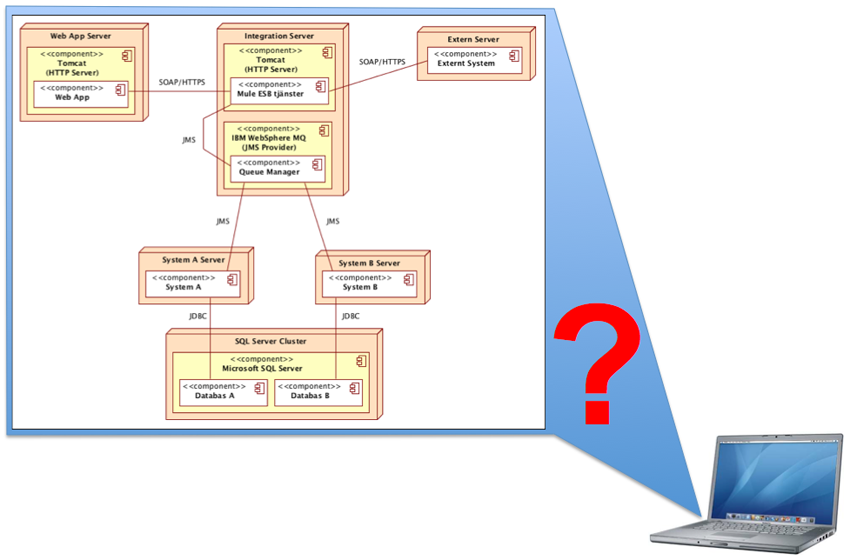 Web App Server
<<component>>
Tomcat
(HTTP Server)
<<component>>
Web App
SOAP/HTTPS
Integration Server
<<component>>
Tomcat
(HTTP Server)
<<component>>
Mule ESB tjänster
SOAP/HTTPS
Extern Server
<<component>>
Externt System
JMS
<<component>>
IBM WebSphere MQ
(JMS Provider)
<<component>>
Queue Manager
JMS
JMS
System A Server
<<component>>
System A
System B Server
<<component>>
System B
JDBC
JDBC
SQL Server Cluster
<<component>>
Microsoft SQL Server
<<component>>
Databas A
<<component>>
Databas B
?